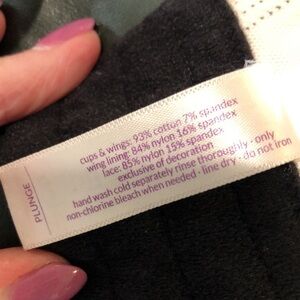 PLUNGE
cups & wings: 93% cotton 7% spandex
wing lining: 84% nylon 16% spandex
lace: 85% nylon 15% spandex
exclusive of decoration
hand wash cold separately rinse thoroughly · only
non-chlorine bleach when needed · line dry · do not iron